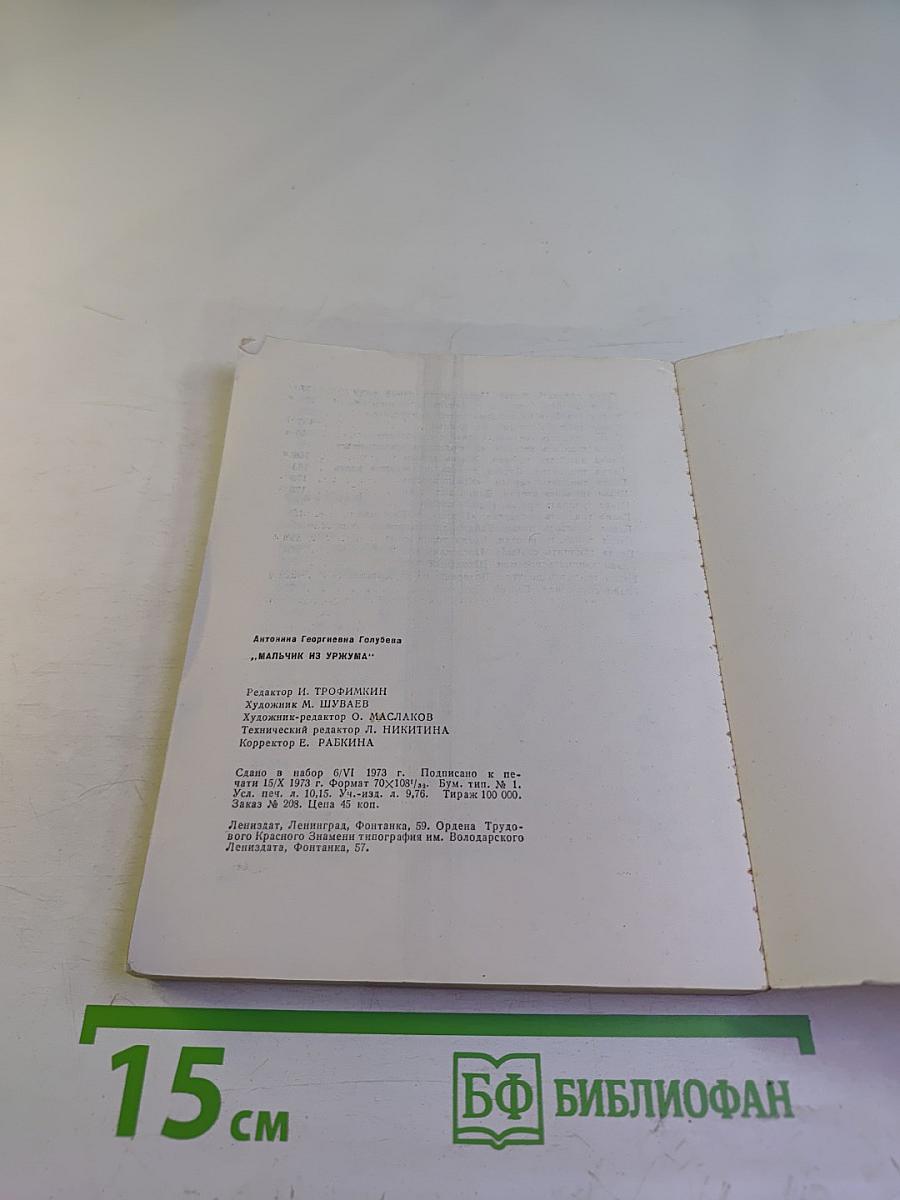 Антонина Георгиевна Голубева
„МАЛЬЧИК ИЗ УРЖУМА"
Редактор И. ТРОФИМКИН
Художник М. ШУВАЕВ
Художник-редактор О. МАСЛАКОВ
Технический редактор Л. НИКИТИНА
Корректор Е. РАБКИНА
Сдано в набор 6/VI 1973 г. Подписано к пе-
чати 15/X 1973 г. Формат 70×108¹/₃₂. Бум. тип. № 1.
Усл. печ. л. 10,15. Уч.-изд. л. 9,76. Тираж 100 000.
Заказ № 208. Цена 45 коп.
Лениздат, Ленинград, Фонтанка, 59. Ордена Трудо-
вого Красного Знамени типография им. Володарского
Лениздата, Фонтанка, 57.
15 см
БФ БИБЛИОФАН